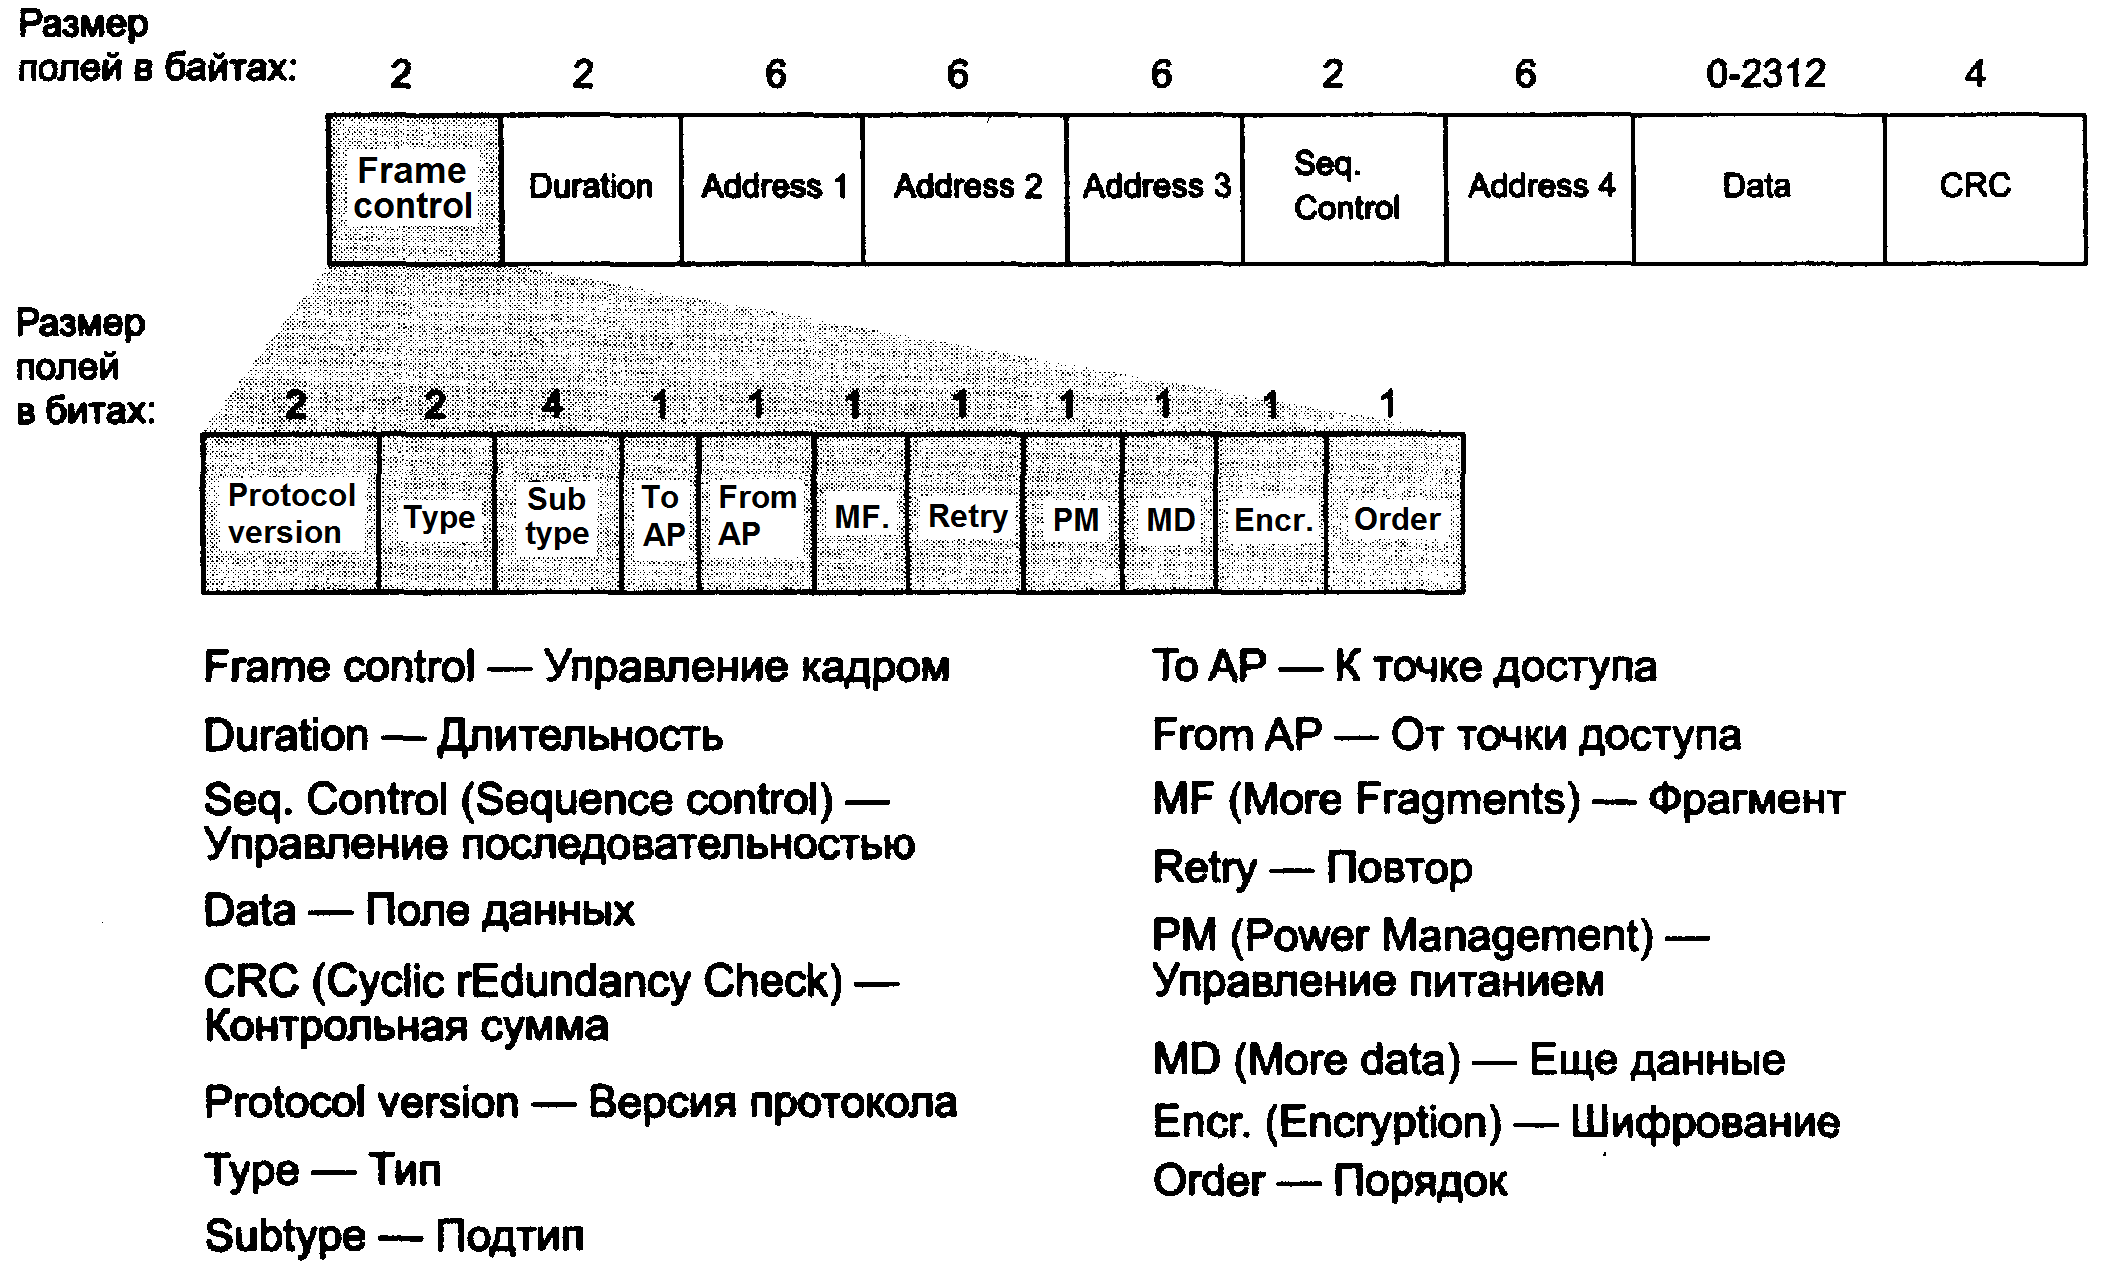 Размер
полей в байтах: 2 2 6 6 6 2 6 0-2312 4
Frame
control
Duration
Address 1
Address 2
Address 3
Seq.
Control
Address 4
Data
CRC
Размер
полей
в битах: 2 2 4 1 1 1 1 1 1 1 1
Protocol
version
Type
Sub
type
To
AP
From
AP
MF.
Retry
PM
MD
Encr.
Order
Frame control — Управление кадром
Duration — Длительность
Seq. Control (Sequence control) —
Управление последовательностью
Data — Поле данных
CRC (Cyclic rEdundancy Check) —
Контрольная сумма
Protocol version — Версия протокола
Type — Тип
Subtype — Подтип
To AP — К точке доступа
From AP — От точки доступа
MF (More Fragments) — Фрагмент
Retry — Повтор
PM (Power Management) —
Управление питанием
MD (More data) — Еще данные
Encr. (Encryption) — Шифрование
Order — Порядок